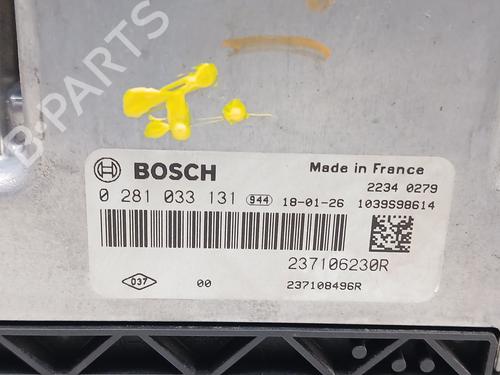 B-PARTS
BOSCH
Made in France
2234 0279
0 281 033 131 944 18-01-26 1039S98614
237106230R
037 00 237108496R